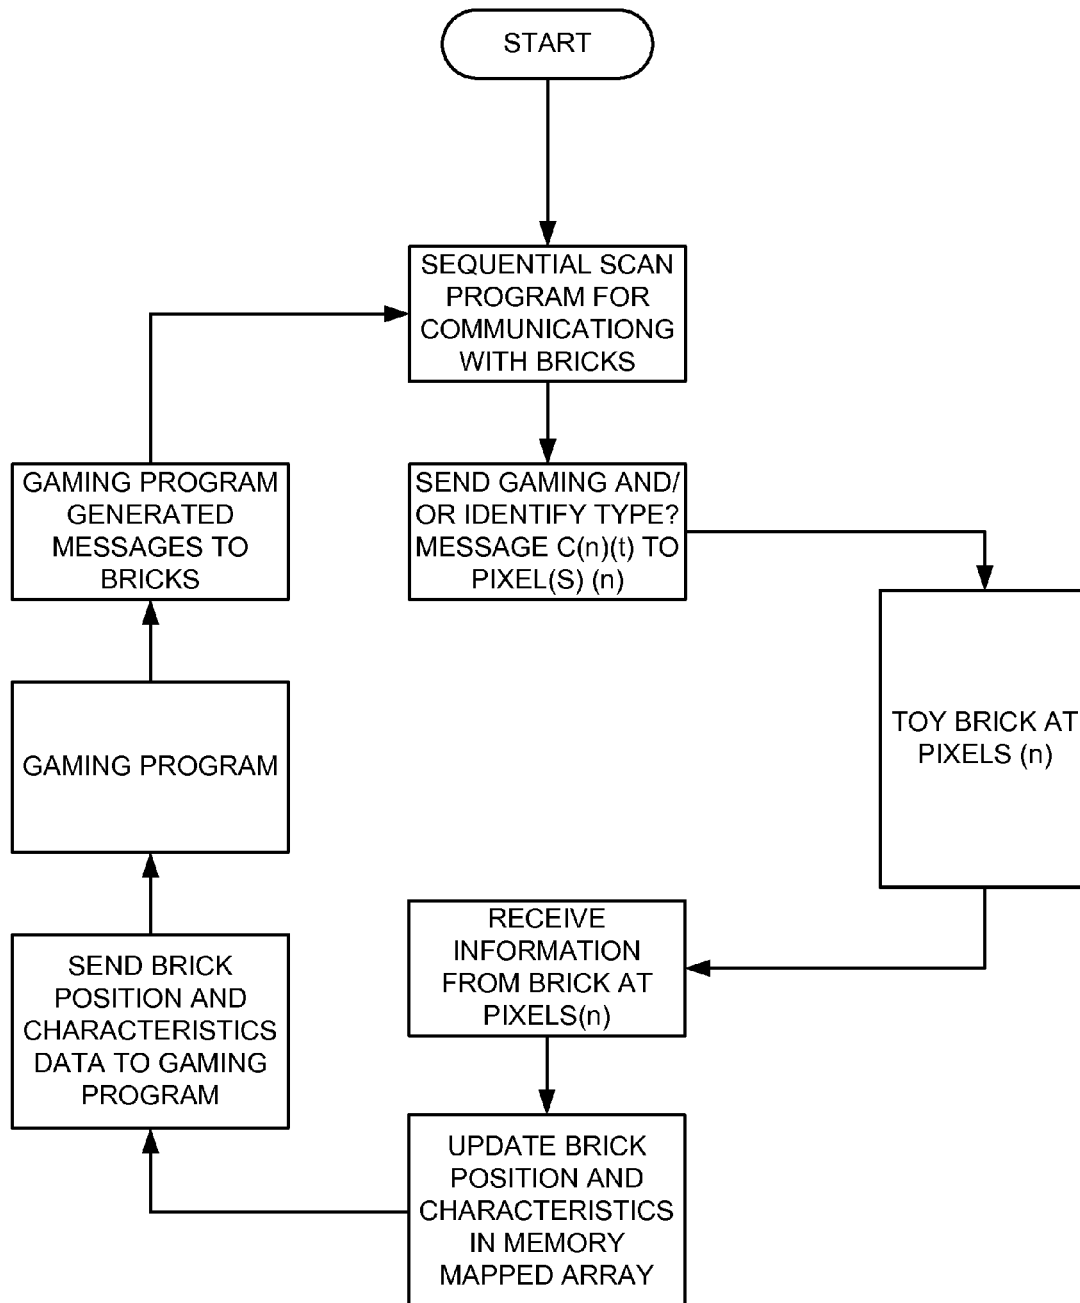 START
SEQUENTIAL SCAN
PROGRAM FOR
COMMUNICATIONG
WITH BRICKS
SEND GAMING AND/
OR IDENTIFY TYPE?
MESSAGE C(n)(t) TO
PIXEL(S) (n)
TOY BRICK AT
PIXELS (n)
RECEIVE
INFORMATION
FROM BRICK AT
PIXELS(n)
UPDATE BRICK
POSITION AND
CHARACTERISTICS
IN MEMORY
MAPPED ARRAY
SEND BRICK
POSITION AND
CHARACTERISTICS
DATA TO GAMING
PROGRAM
GAMING PROGRAM
GAMING PROGRAM
GENERATED
MESSAGES TO
BRICKS